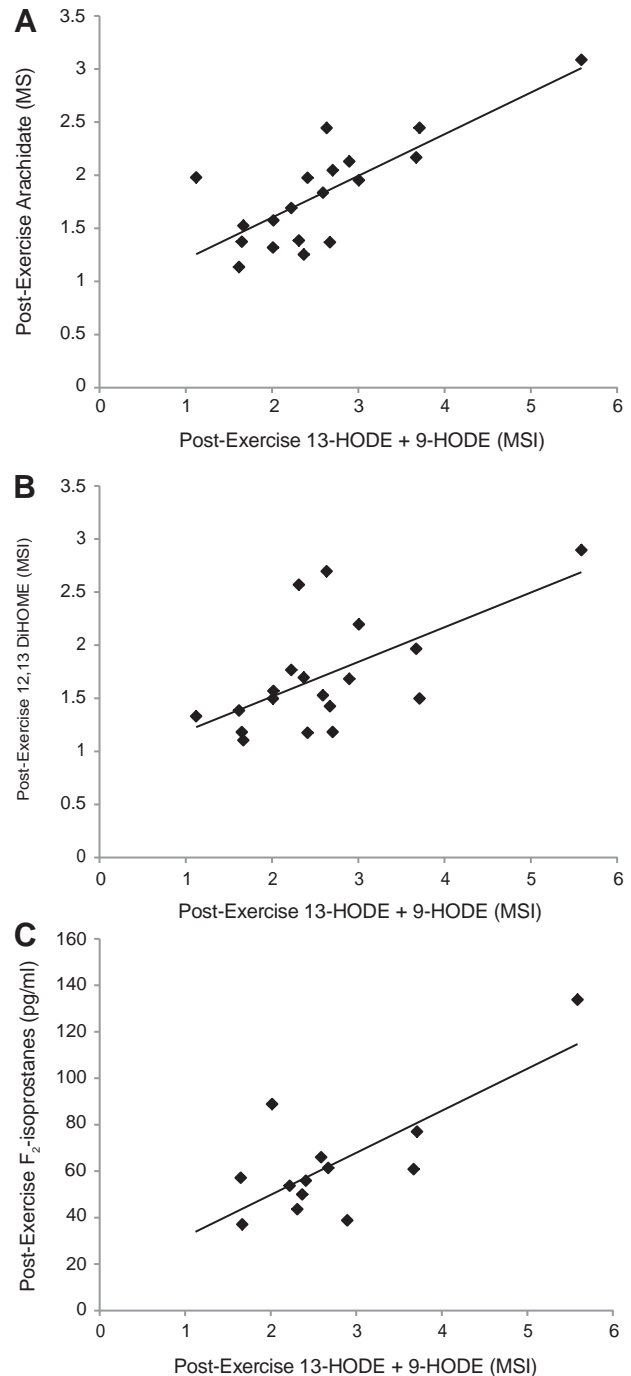 A
Post-Exercise Arachidate (MS)
3.5
3
2.5
2
1.5
1
0.5
0
0 1 2 3 4 5 6
Post-Exercise 13-HODE + 9-HODE (MSI)
B
Post-Exercise 12,13 DiHOME (MSI)
3.5
3
2.5
2
1.5
1
0.5
0
0 1 2 3 4 5 6
Post-Exercise 13-HODE + 9-HODE (MSI)
C
Post-Exercise F₂-isoprostanes (pg/ml)
160
140
120
100
80
60
40
20
0
0 1 2 3 4 5 6
Post-Exercise 13-HODE + 9-HODE (MSI)